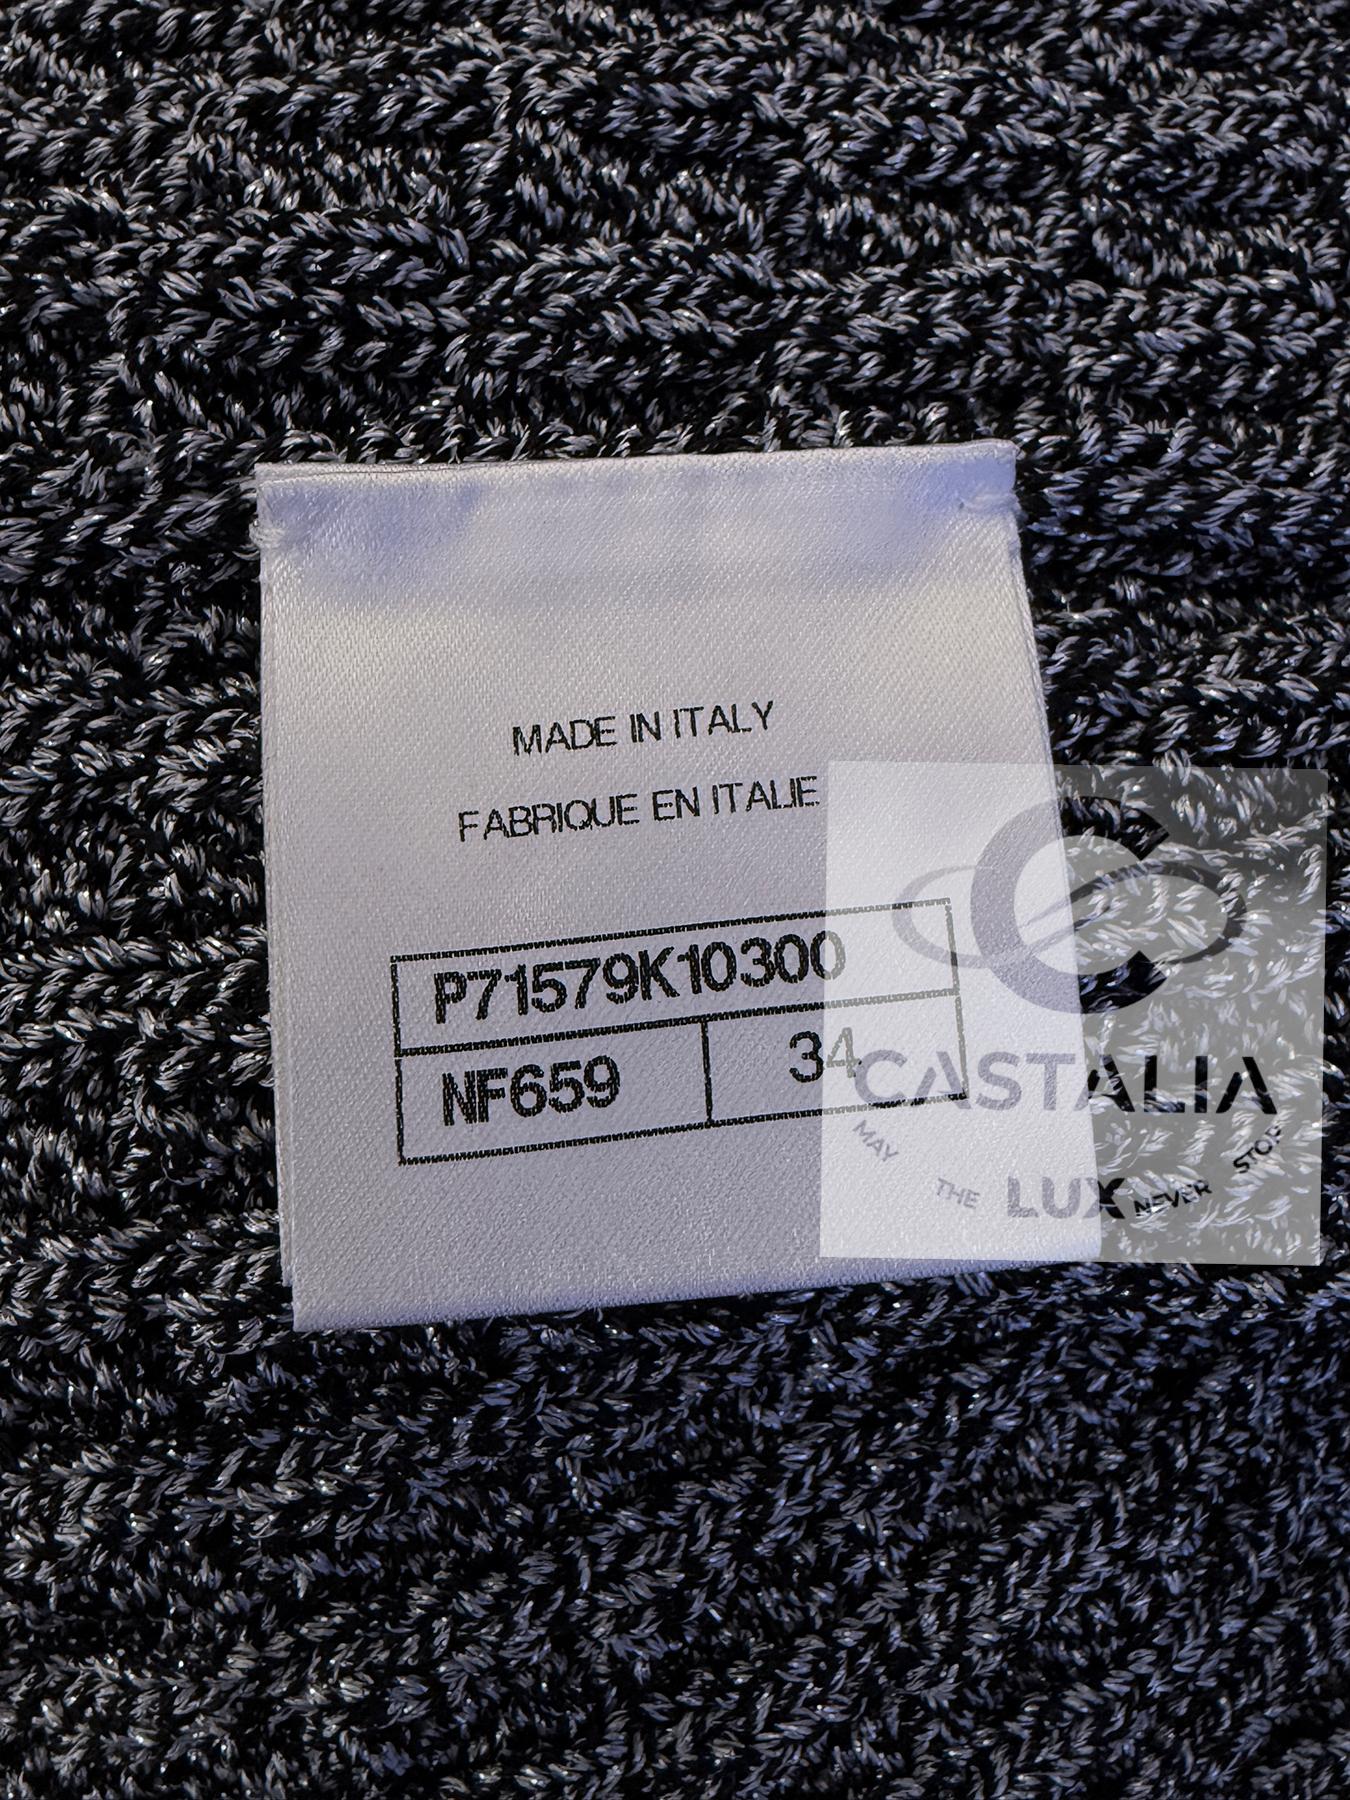 MADE IN ITALY
FABRIQUE EN ITALIE
P71579K10300
NF659
34
CASTALIA
MAY THE LUX NEVER STOP